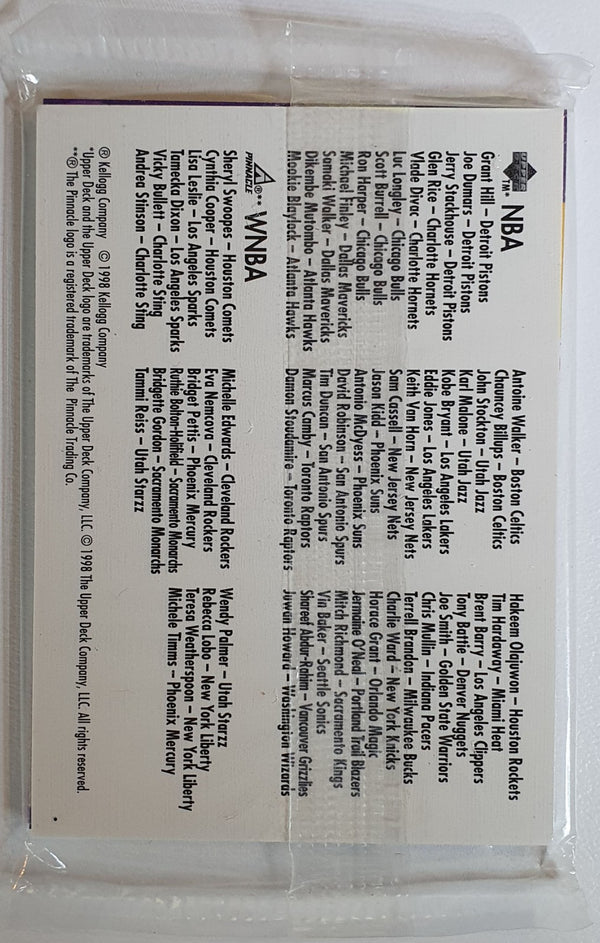 UPPER DECK ™ NBA
Grant Hill – Detroit Pistons
Joe Dumars – Detroit Pistons
Jerry Stackhouse – Detroit Pistons
Glen Rice – Charlotte Hornets
Vlade Divac – Charlotte Hornets
Luc Longley – Chicago Bulls
Scott Burrell – Chicago Bulls
Ron Harper – Chicago Bulls
Michael Finley – Dallas Mavericks
Samaki Walker – Dallas Mavericks
Dikembe Mutombo – Atlanta Hawks
Mookie Blaylock – Atlanta Hawks
Antoine Walker – Boston Celtics
Chauncey Billups – Boston Celtics
John Stockton – Utah Jazz
Karl Malone – Utah Jazz
Kobe Bryant – Los Angeles Lakers
Eddie Jones – Los Angeles Lakers
Keith Van Horn – New Jersey Nets
Sam Cassell – New Jersey Nets
Jason Kidd – Phoenix Suns
Antonio McDyess – Phoenix Suns
David Robinson – San Antonio Spurs
Tim Duncan – San Antonio Spurs
Marcus Camby – Toronto Raptors
Damon Stoudamire – Toronto Raptors
Hakeem Olajuwon – Houston Rockets
Tim Hardaway – Miami Heat
Brent Barry – Los Angeles Clippers
Tony Battie – Denver Nuggets
Joe Smith – Golden State Warriors
Chris Mullin – Indiana Pacers
Terrell Brandon – Milwaukee Bucks
Charlie Ward – New York Knicks
Horace Grant – Orlando Magic
Jermaine O'Neal – Portland Trail Blazers
Mitch Richmond – Sacramento Kings
Vin Baker – Seattle Sonics
Shareef Abdur-Rahim – Vancouver Grizzlies
Juwan Howard – Washington Wizards
PINNACLE ®** WNBA
Sheryl Swoopes – Houston Comets
Cynthia Cooper – Houston Comets
Lisa Leslie – Los Angeles Sparks
Tamecka Dixon – Los Angeles Sparks
Vicky Bullett – Charlotte Sting
Andrea Stinson – Charlotte Sting
Michelle Edwards – Cleveland Rockers
Eva Nemcova – Cleveland Rockers
Bridget Pettis – Phoenix Mercury
Ruthie Bolton-Holifield – Sacramento Monarchs
Bridgette Gordon – Sacramento Monarchs
Tammi Reiss – Utah Starzz
Wendy Palmer – Utah Starzz
Rebecca Lobo – New York Liberty
Teresa Weatherspoon – New York Liberty
Michele Timms – Phoenix Mercury
® Kellogg Company © 1998 Kellogg Company
*Upper Deck and the Upper Deck logo are trademarks of The Upper Deck Company, LLC. © 1998 The Upper Deck Company, LLC. All rights reserved.
**® The Pinnacle logo is a registered trademark of The Pinnacle Trading Co.